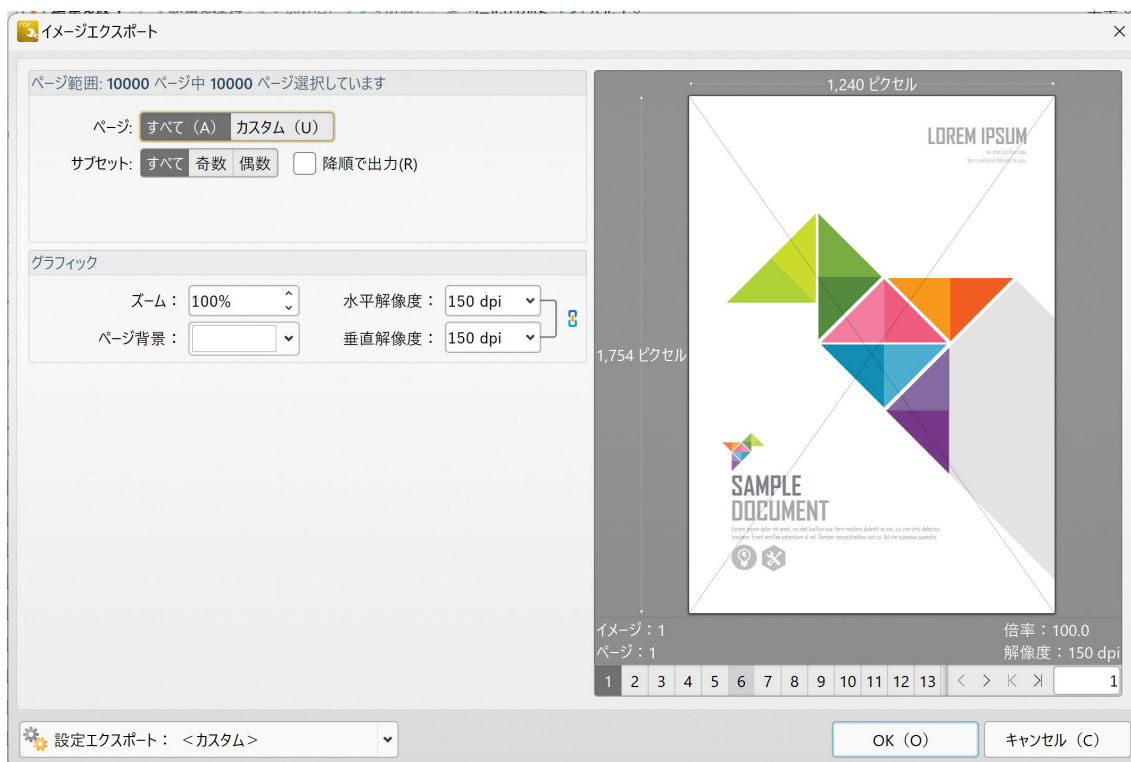 イメージエクスポート
ページ範囲: 10000 ページ中 10000 ページ選択しています
ページ: すべて（A） カスタム（U）
サブセット: すべて 奇数 偶数 降順で出力(R)
グラフィック
ズーム： 100% 水平解像度： 150 dpi
ページ背景： 垂直解像度： 150 dpi
1,240 ピクセル
1,754 ピクセル
LOREM IPSUM
SAMPLE
DOCUMENT
イメージ：1 倍率：100.0
ページ：1 解像度：150 dpi
1 2 3 4 5 6 7 8 9 10 11 12 13 1
設定エクスポート： <カスタム> OK（O） キャンセル（C）